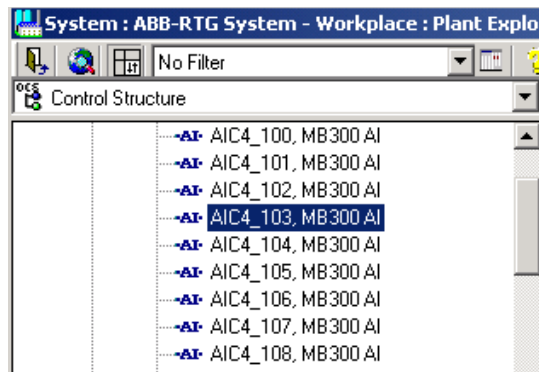 System : ABB-RTG System - Workplace : Plant Explo
No Filter
OCS Control Structure
-AI- AIC4_100, MB300 AI
-AI- AIC4_101, MB300 AI
-AI- AIC4_102, MB300 AI
-AI- AIC4_103, MB300 AI
-AI- AIC4_104, MB300 AI
-AI- AIC4_105, MB300 AI
-AI- AIC4_106, MB300 AI
-AI- AIC4_107, MB300 AI
-AI- AIC4_108, MB300 AI